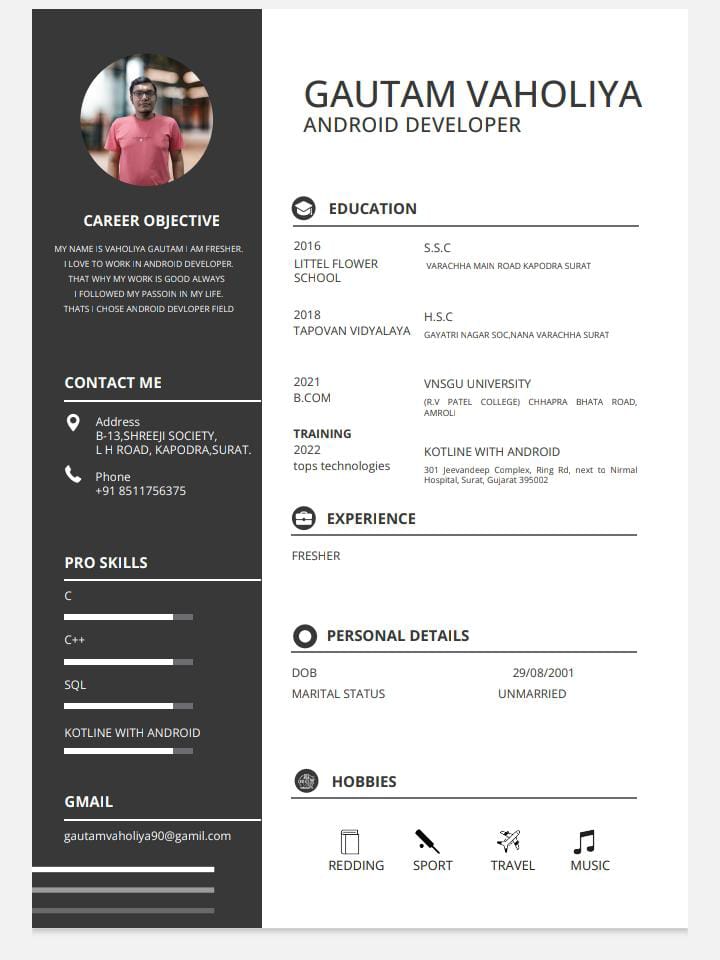 GAUTAM VAHOLIYA
ANDROID DEVELOPER
CAREER OBJECTIVE
MY NAME IS VAHOLIYA GAUTAM I AM FRESHER.
I LOVE TO WORK IN ANDROID DEVELOPER.
THAT WHY MY WORK IS GOOD ALWAYS
I FOLLOWED MY PASSOIN IN MY LIFE.
THATS I CHOSE ANDROID DEVLOPER FIELD
CONTACT ME
Address
B-13,SHREEJI SOCIETY,
L H ROAD, KAPODRA,SURAT.
Phone
+91 8511756375
PRO SKILLS
C
C++
SQL
KOTLINE WITH ANDROID
GMAIL
gautamvaholiya90@gamil.com
EDUCATION
2016
LITTEL FLOWER
SCHOOL
S.S.C
VARACHHA MAIN ROAD KAPODRA SURAT
2018
TAPOVAN VIDYALAYA
H.S.C
GAYATRI NAGAR SOC,NANA VARACHHA SURAT
2021
B.COM
VNSGU UNIVERSITY
(R.V PATEL COLLEGE) CHHAPRA BHATA ROAD,
AMROLI
TRAINING
2022
tops technologies
KOTLINE WITH ANDROID
301 Jeevandeep Complex, Ring Rd, next to Nirmal
Hospital, Surat, Gujarat 395002
EXPERIENCE
FRESHER
PERSONAL DETAILS
DOB 29/08/2001
MARITAL STATUS UNMARRIED
HOBBIES
REDDING SPORT TRAVEL MUSIC